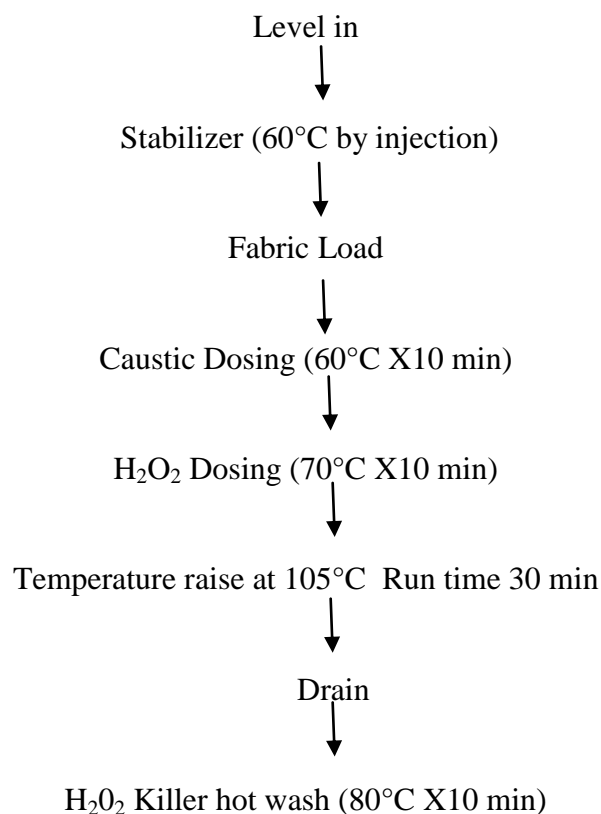 Level in
Stabilizer (60°C by injection)
Fabric Load
Caustic Dosing (60°C X10 min)
H₂O₂ Dosing (70°C X10 min)
Temperature raise at 105°C  Run time 30 min
Drain
H₂0₂ Killer hot wash (80°C X10 min)